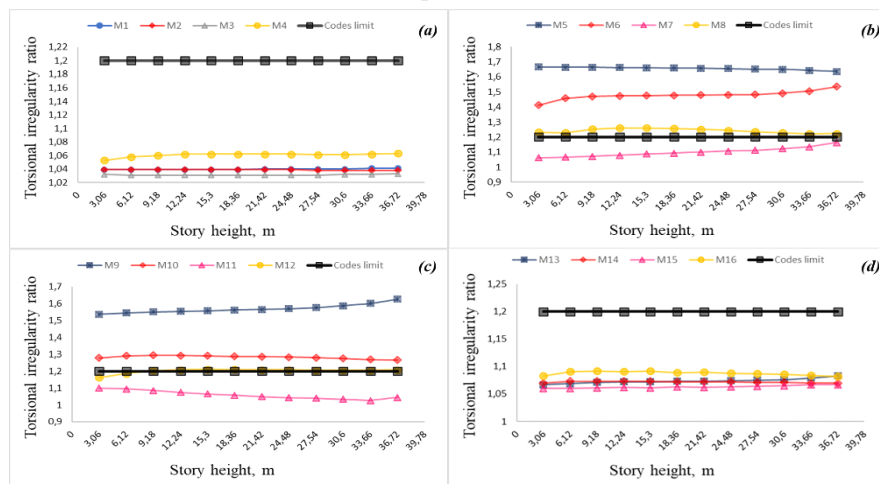 M1 M2 M3 M4 Codes limit
(a)
Torsional irregularity ratio
1,22
1,2
1,18
1,16
1,14
1,12
1,1
1,08
1,06
1,04
1,02
0 3,06 6,12 9,18 12,24 15,3 18,36 21,42 24,48 27,54 30,6 33,66 36,72 39,78
Story height, m
M5 M6 M7 M8 Codes limit
(b)
Torsional irregularity ratio
1,8
1,7
1,6
1,5
1,4
1,3
1,2
1,1
1
0,9
0 3,06 6,12 9,18 12,24 15,3 18,36 21,42 24,48 27,54 30,6 33,66 36,72 39,78
Story height, m
M9 M10 M11 M12 Codes limit
(c)
Torsional irregularity ratio
1,7
1,6
1,5
1,4
1,3
1,2
1,1
1
0,9
0 3,06 6,12 9,18 12,24 15,3 18,36 21,42 24,48 27,54 30,6 33,66 36,72 39,78
Story height, m
M13 M14 M15 M16 Codes limit
(d)
Torsional irregularity ratio
1,25
1,2
1,15
1,1
1,05
1
0 3,06 6,12 9,18 12,24 15,3 18,36 21,42 24,48 27,54 30,6 33,66 36,72 39,78
Story height, m